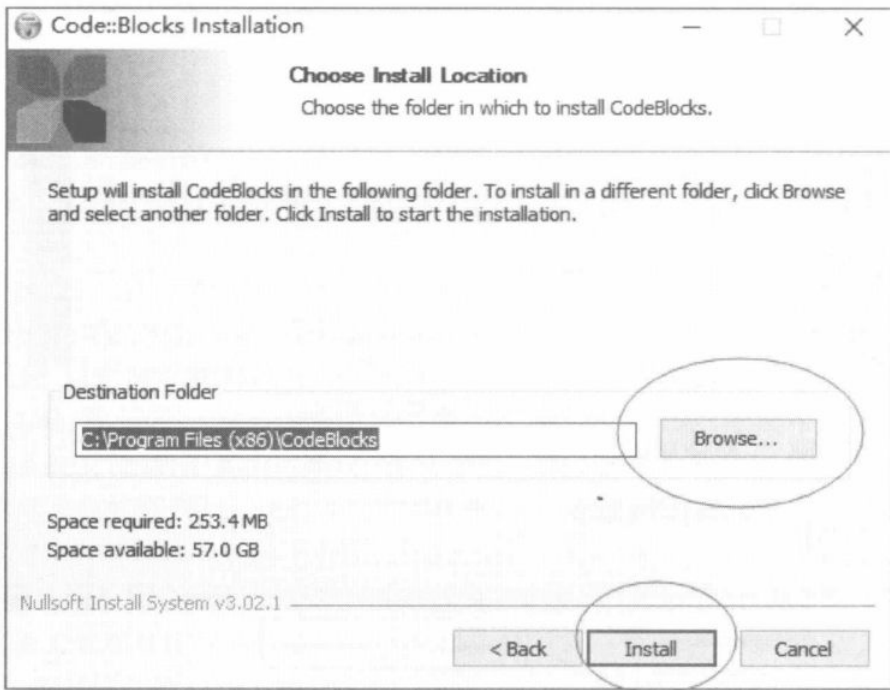 Code::Blocks Installation
Choose Install Location
Choose the folder in which to install CodeBlocks.
Setup will install CodeBlocks in the following folder. To install in a different folder, click Browse
and select another folder. Click Install to start the installation.
Destination Folder
C:\Program Files (x86)\CodeBlocks
Browse...
Space required: 253.4 MB
Space available: 57.0 GB
Nullsoft Install System v3.02.1
< Back
Install
Cancel